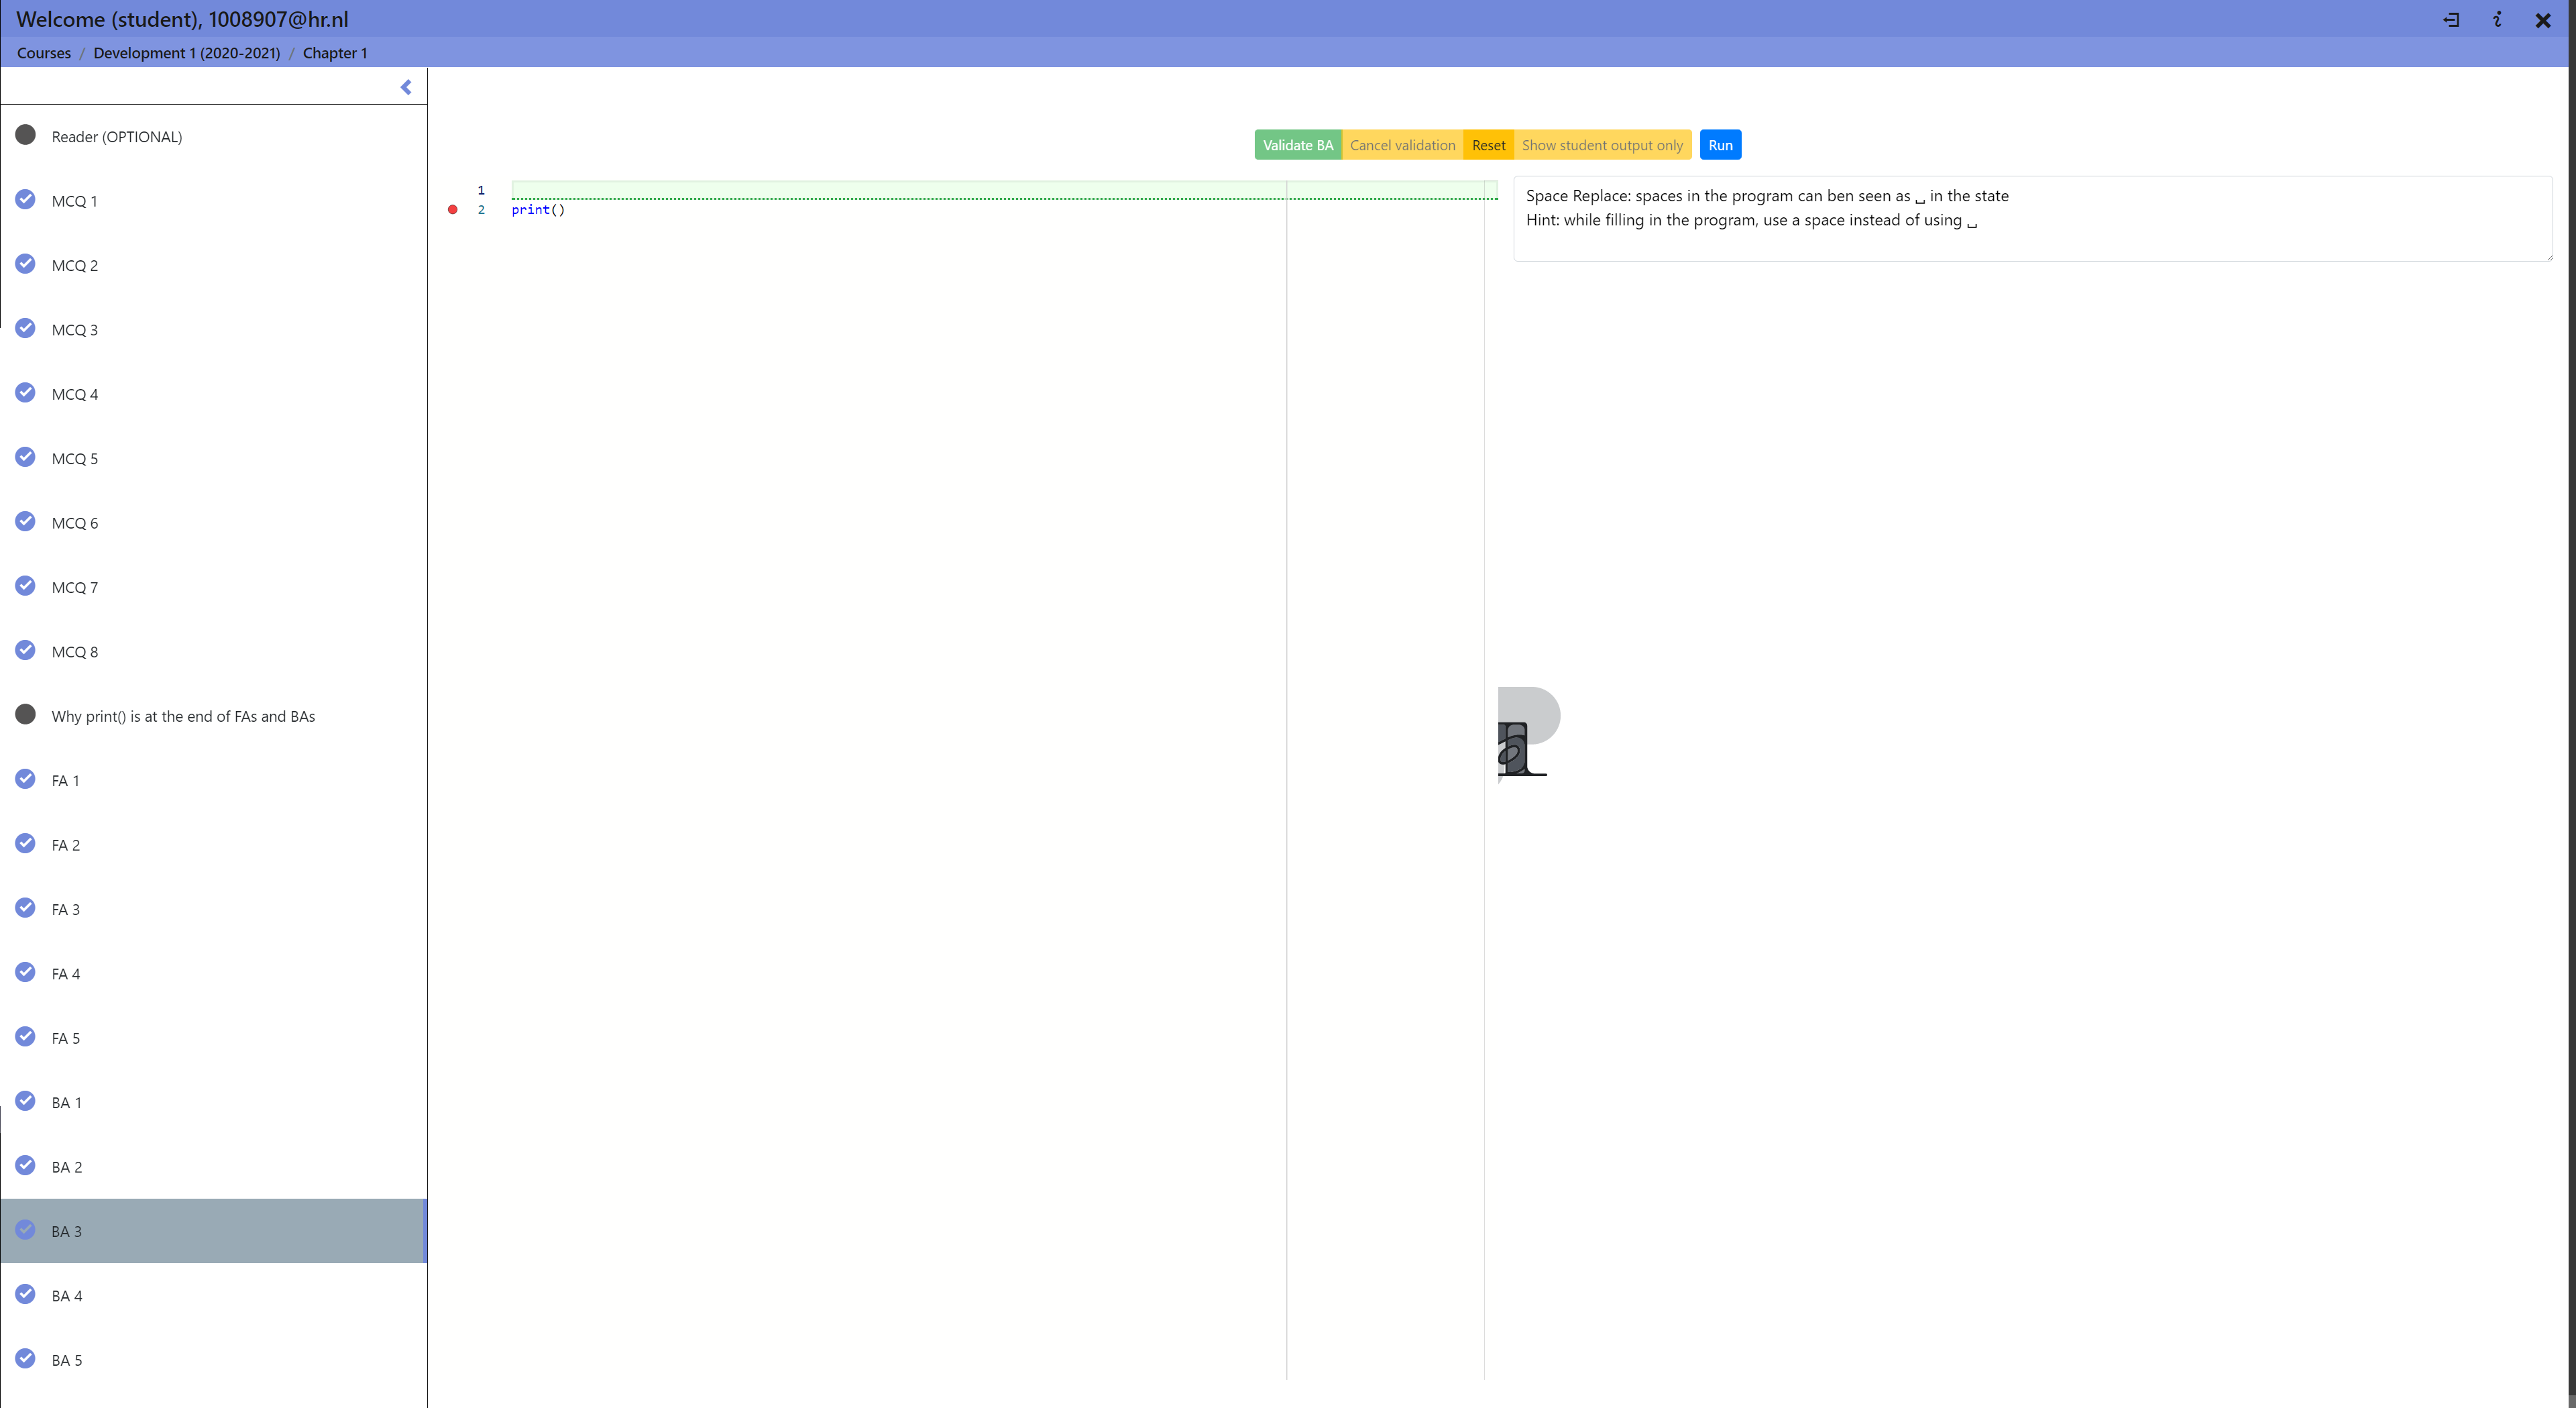 Welcome (student), 1008907@hr.nl
Courses / Development 1 (2020-2021) / Chapter 1
Reader (OPTIONAL)
MCQ 1
MCQ 2
MCQ 3
MCQ 4
MCQ 5
MCQ 6
MCQ 7
MCQ 8
Why print() is at the end of FAs and BAs
FA 1
FA 2
FA 3
FA 4
FA 5
BA 1
BA 2
BA 3
BA 4
BA 5
Validate BA Cancel validation Reset Show student output only Run
1
2 print()
Space Replace: spaces in the program can ben seen as ␣ in the state
Hint: while filling in the program, use a space instead of using ␣